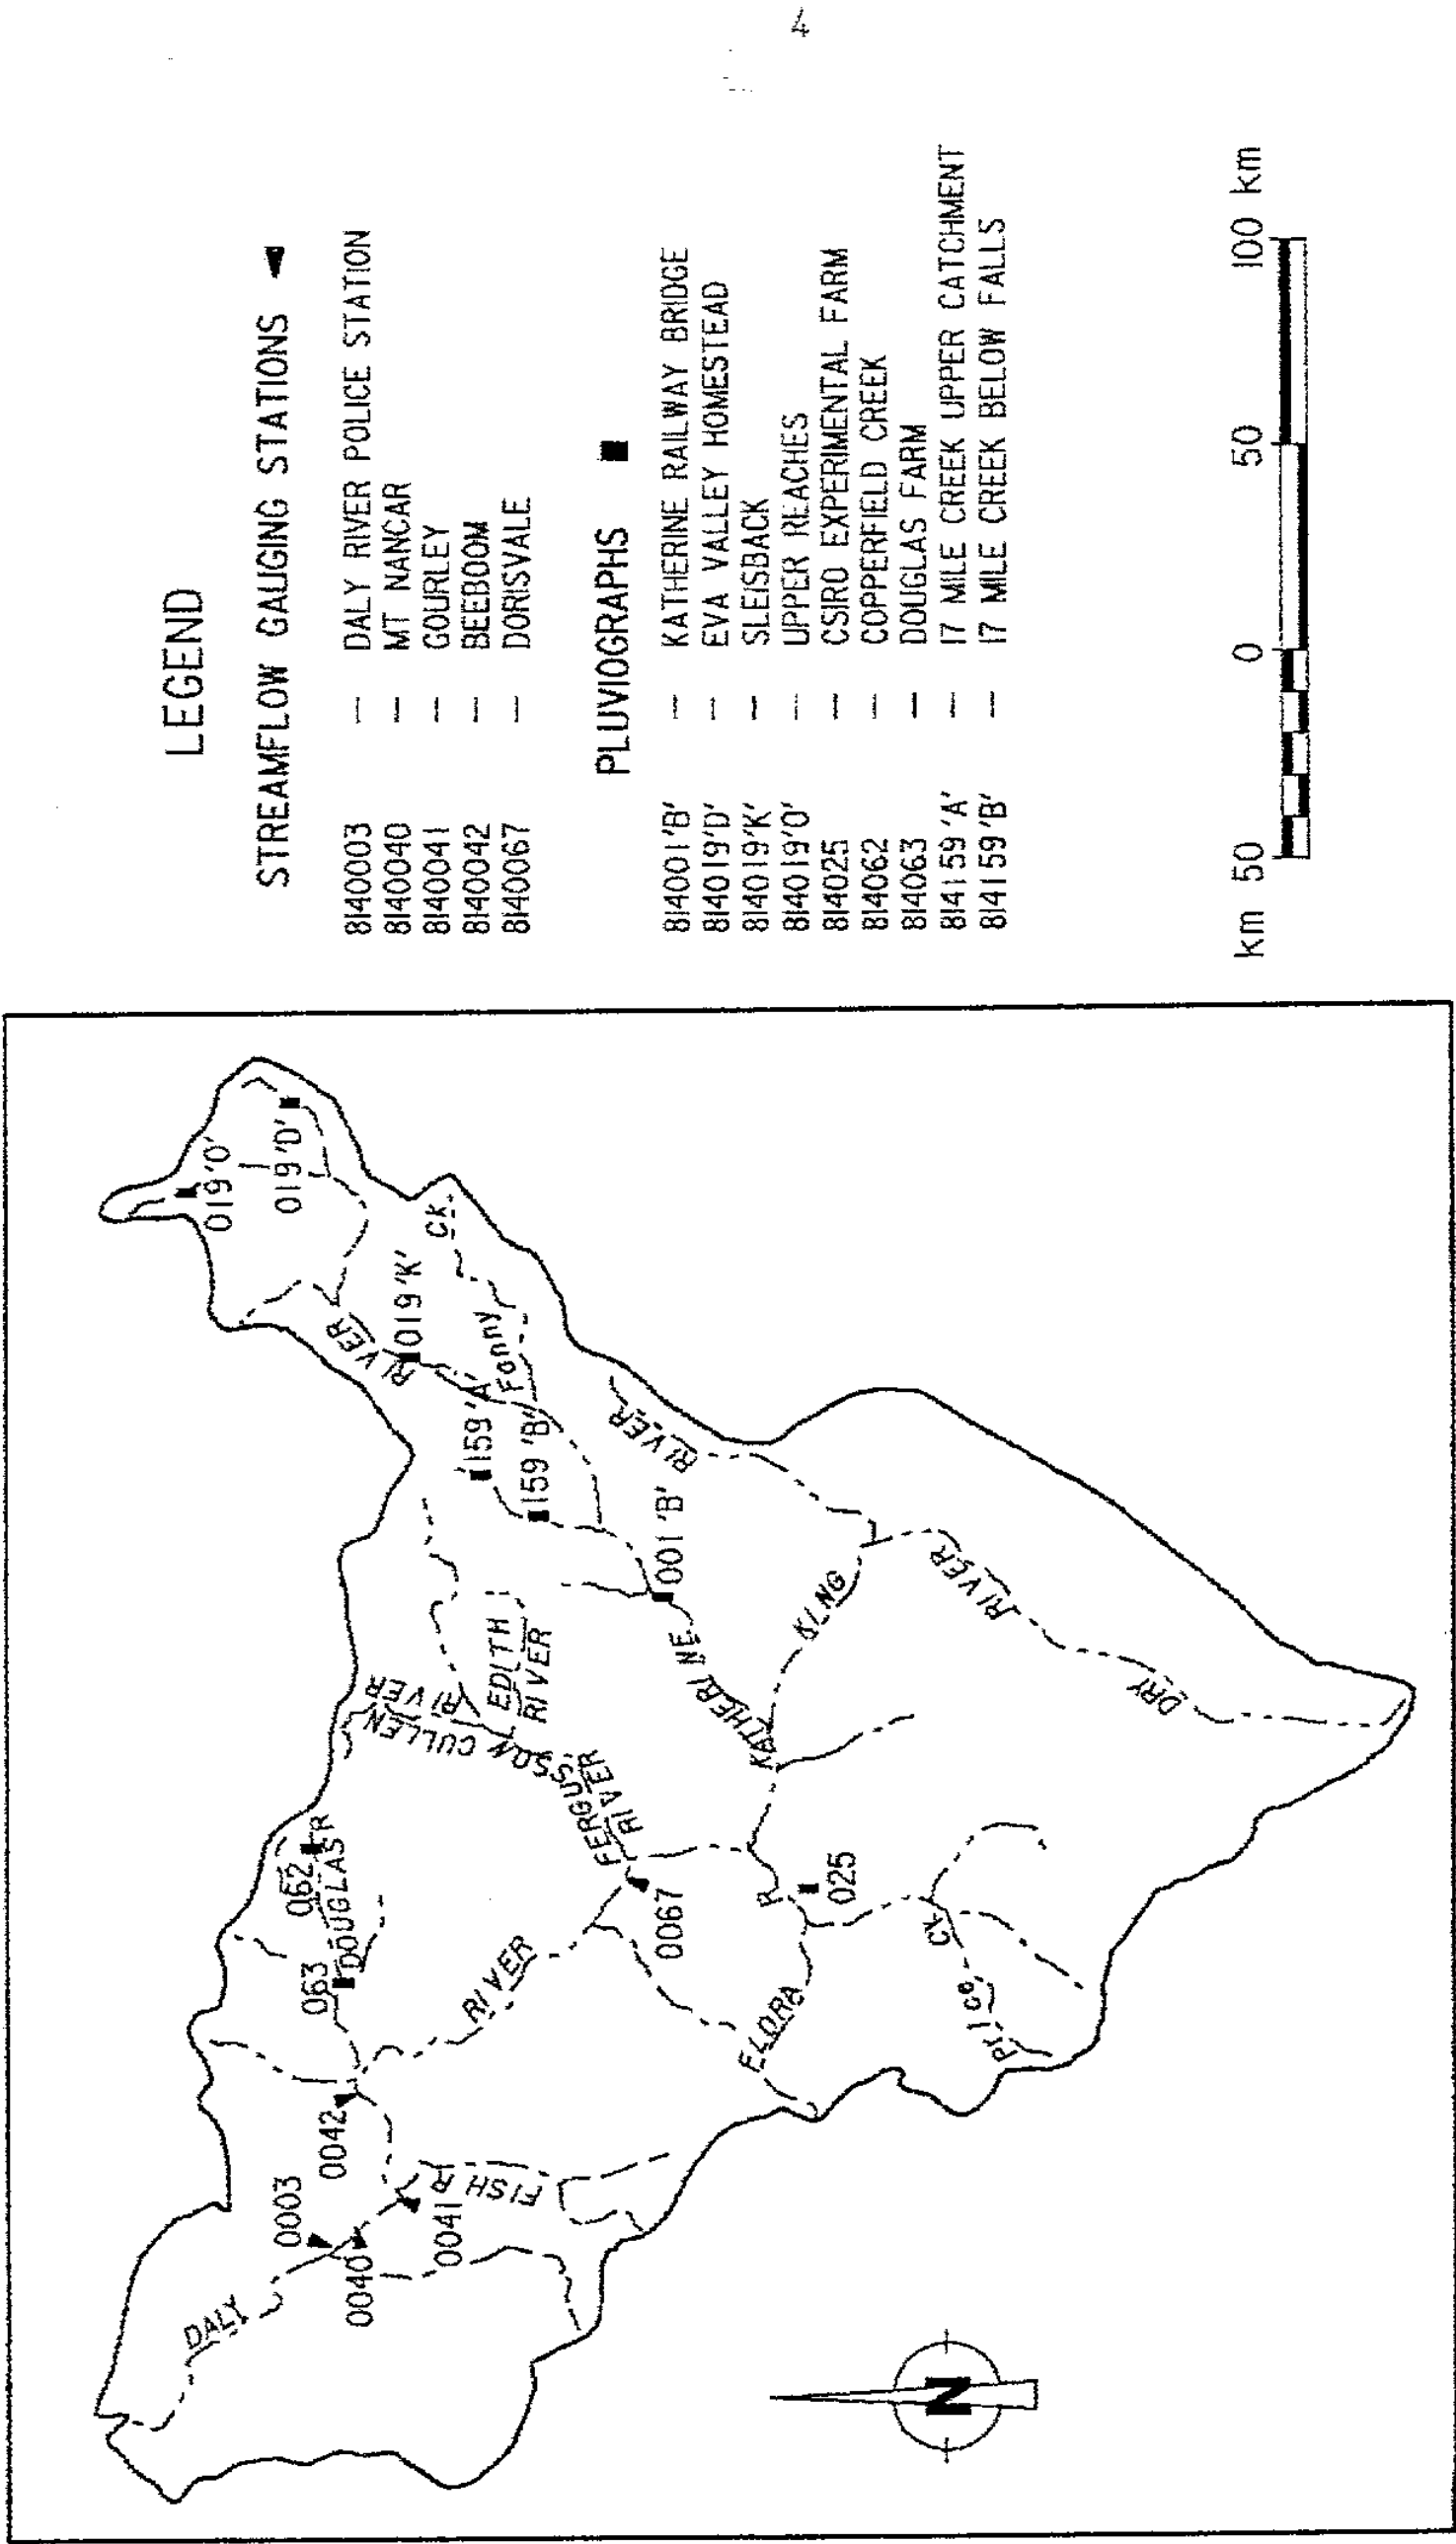 4
LEGEND
STREAMFLOW GAUGING STATIONS
8140003 — DALY RIVER POLICE STATION
8140040 — MT NANCAR
8140041 — GOURLEY
8140042 — BEEBOOM
8140067 — DORISVALE
PLUVIOGRAPHS
814001'B' — KATHERINE RAILWAY BRIDGE
814019'D' — EVA VALLEY HOMESTEAD
814019'K' — SLEISBACK
814019'O' — UPPER REACHES
814025 — CSIRO EXPERIMENTAL FARM
814062 — COPPERFIELD CREEK
814063 — DOUGLAS FARM
814159'A' — 17 MILE CREEK UPPER CATCHMENT
814159'B' — 17 MILE CREEK BELOW FALLS
km 50 0 50 100 km
DALY
0003
0040
0041
FISH R
0042
063
062
DOUGLAS R
RIVER
0067
FERGUSSON
RIVER
CULLEN
RIVER
EDITH
RIVER
159 'A'
159 'B'
Fanny
CK
RIVER
019 'K'
019 'O'
019 'D'
001 'B'
KATHERINE
KING
RIVER
DRY
RIVER
FLORA
R
025
Price
CK
N